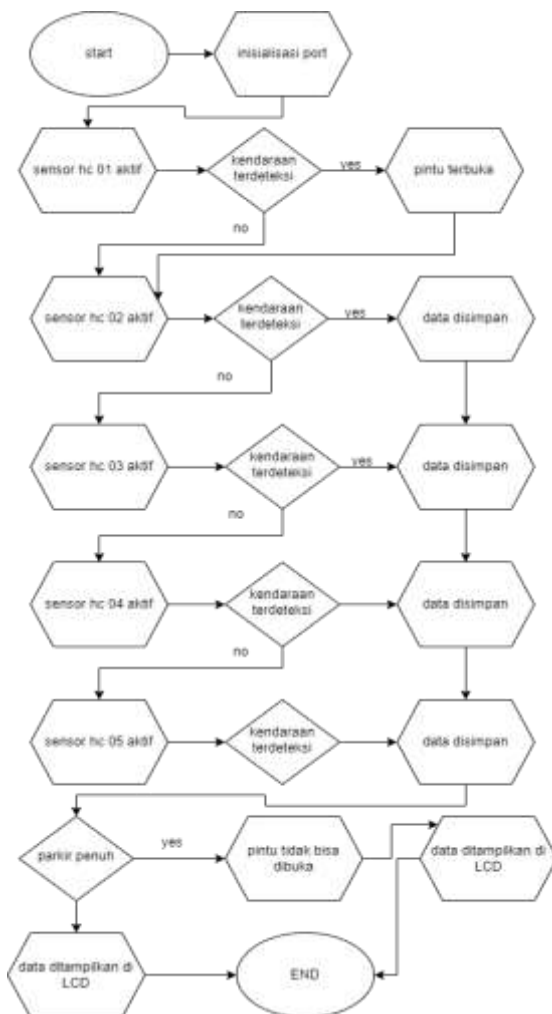 start
inisialisasi port
sensor hc 01 aktif
kendaraan
terdeteksi
yes
pintu terbuka
no
sensor hc 02 aktif
kendaraan
terdeteksi
yes
data disimpan
no
sensor hc 03 aktif
kendaraan
terdeteksi
yes
data disimpan
no
sensor hc 04 aktif
kendaraan
terdeteksi
data disimpan
no
sensor hc 05 aktif
kendaraan
terdeteksi
data disimpan
parkir penuh
yes
pintu tidak bisa
dibuka
data ditampilkan di
LCD
data ditampilkan di
LCD
END